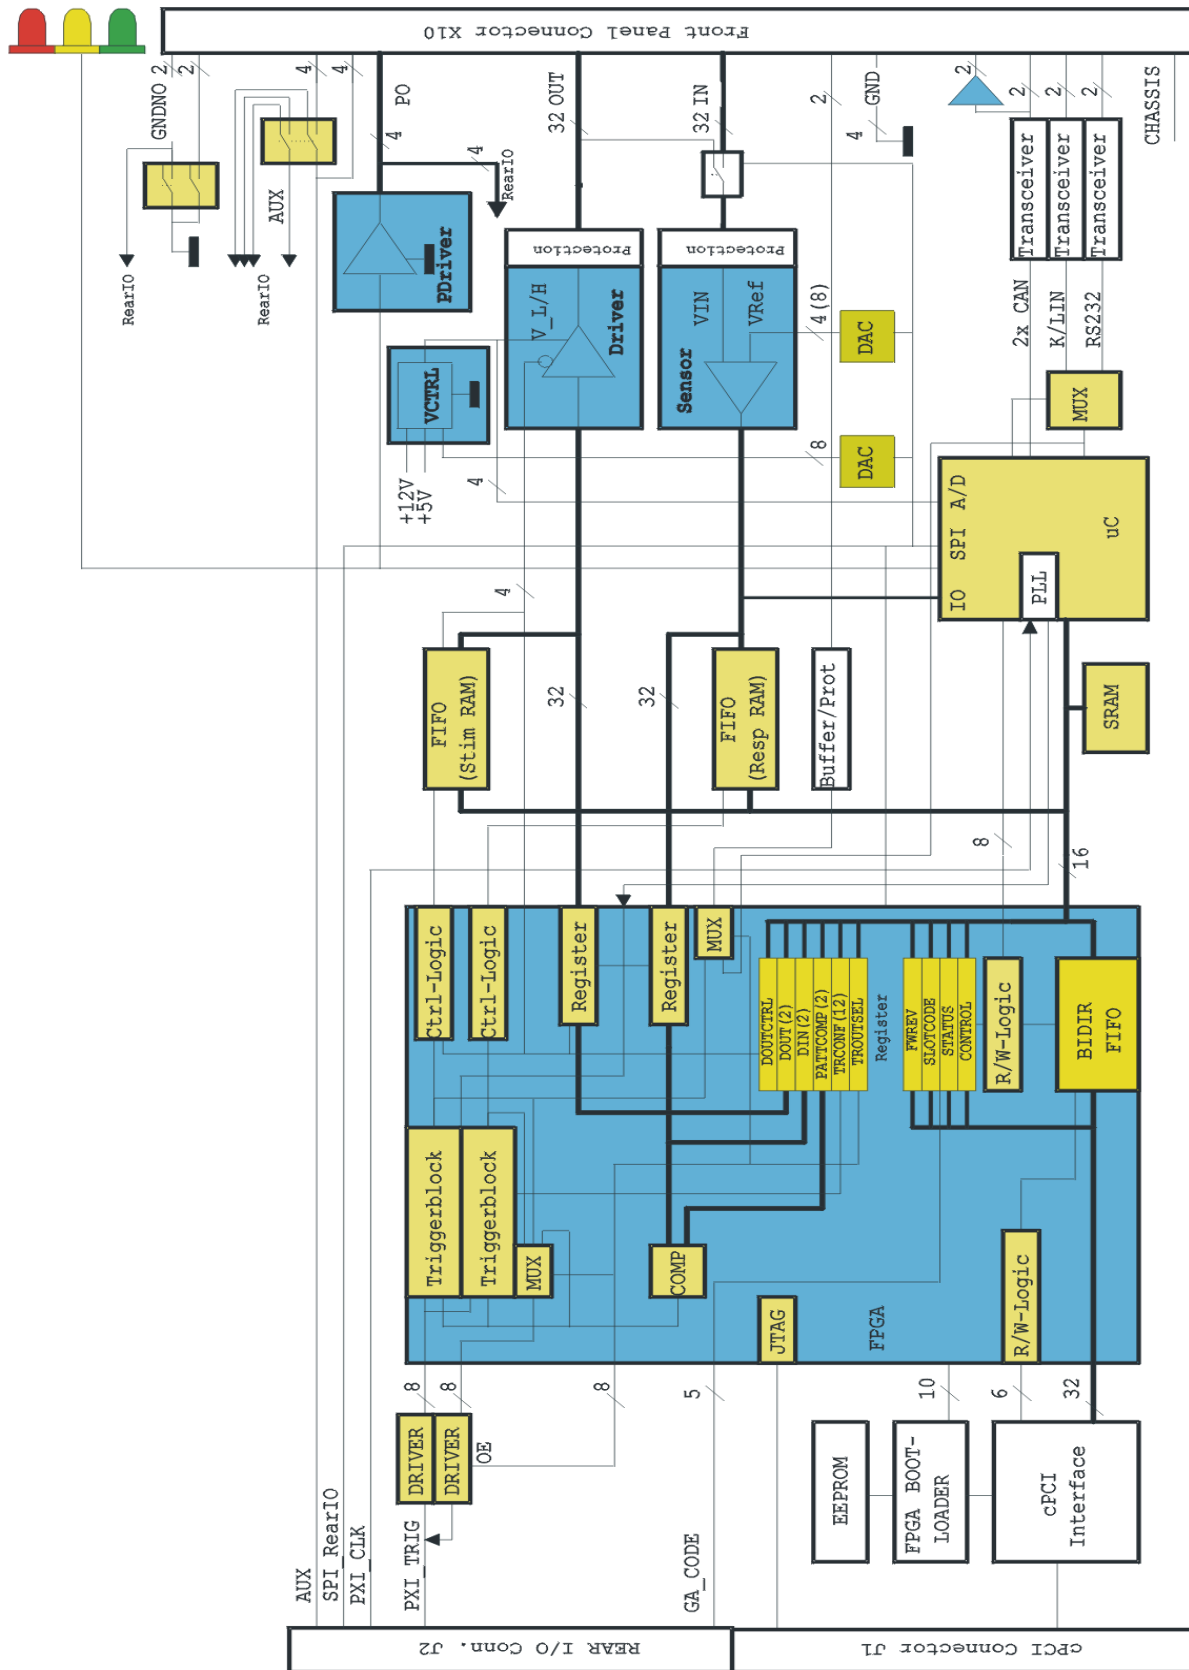 Front Panel Connector X10
2
2
4
4
GNDNO
PO
4
32 OUT
32 IN
2
GND
4
2
2
2
2
CHASSIS
AUX
4
RearIO
RearIO
RearIO
PDriver
Protection
Protection
Transceiver
Transceiver
Transceiver
V_L/H
Driver
VIN
VRef
Sensor
4(8)
DAC
2x CAN
K/LIN
RS232
VCTRL
MUX
+12V
+5V
4
8
DAC
A/D
SPI
IO
uC
PLL
4
FIFO
(Stim RAM)
32
32
FIFO
(Resp RAM)
Buffer/Prot
SRAM
8
16
Ctrl-Logic
Ctrl-Logic
Register
Register
MUX
DOUTCTRL
DOUT(2)
DIN(2)
PATTCOMP(2)
TRCONF(12)
TROUTSEL
Register
FWREV
SLOTCODE
STATUS
CONTROL
R/W-Logic
BIDIR
FIFO
Triggerblock
Triggerblock
MUX
COMP
JTAG
FPGA
R/W-Logic
8
8
8
5
10
6
32
DRIVER
DRIVER
OE
EEPROM
FPGA BOOT-
LOADER
cPCI
Interface
AUX
SPI_RearIO
PXI_CLK
PXI_TRIG
GA_CODE
REAR I/O Conn. J2
cPCI Connector J1